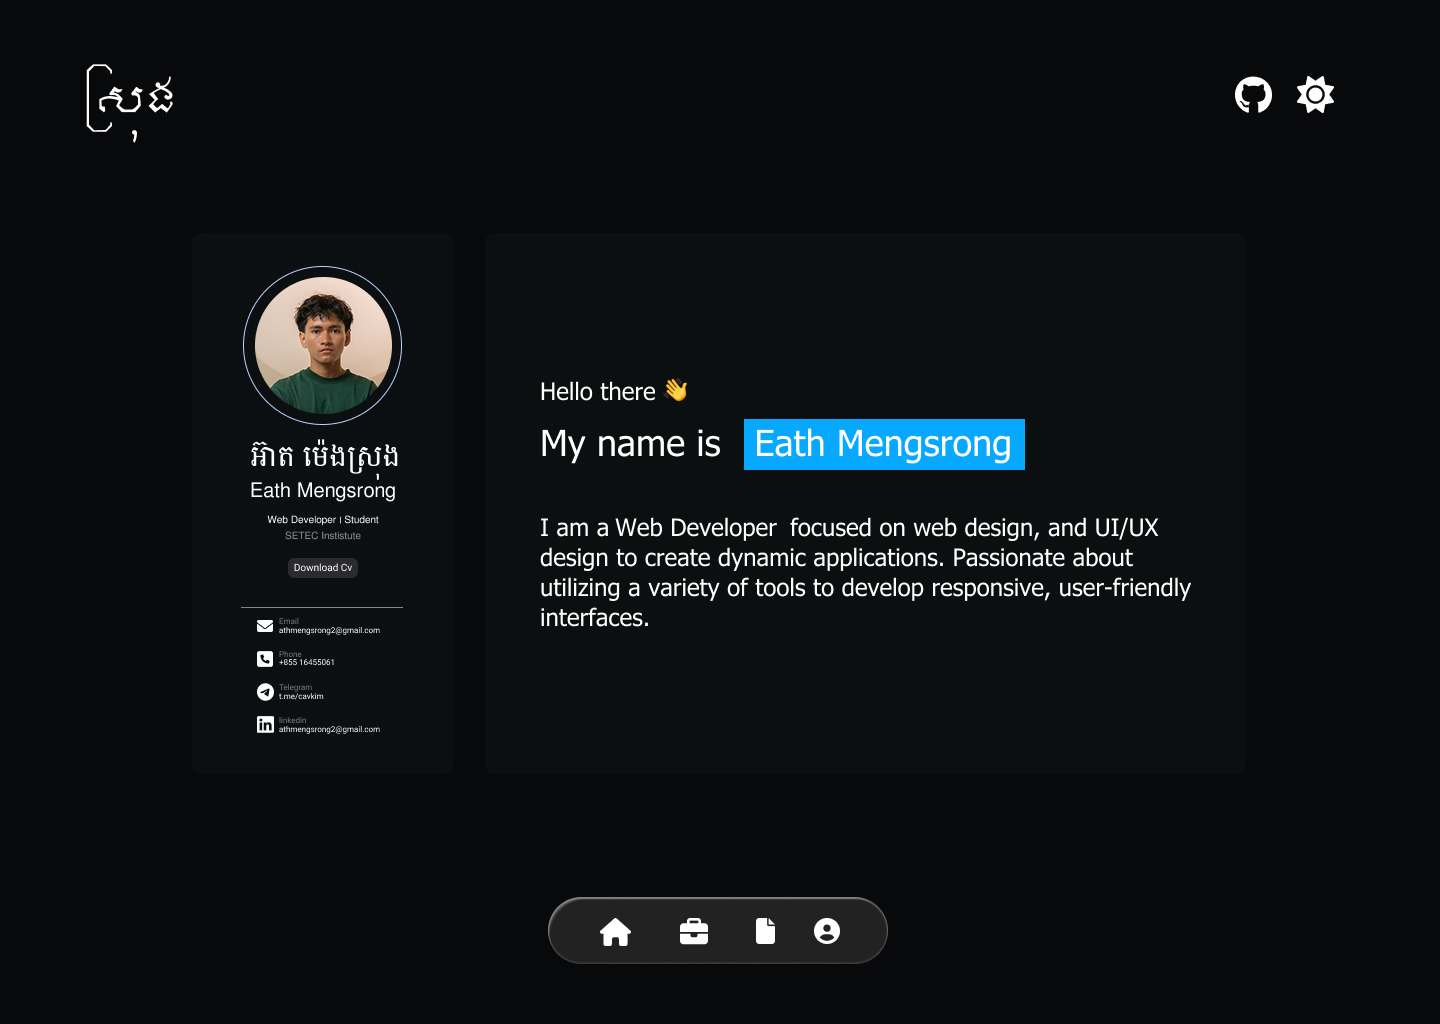 ស្រុង
អ៊ាត ម៉េងស្រុង
Eath Mengsrong
Web Developer | Student
SETEC Institstute
Download Cv
Email
athmengsrong2@gmail.com
Phone
+855 16455061
Telegram
t.me/cavkim
linkedin
athmengsrong2@gmail.com
Hello there 👋
My name is Eath Mengsrong
I am a Web Developer focused on web design, and UI/UX
design to create dynamic applications. Passionate about
utilizing a variety of tools to develop responsive, user-friendly
interfaces.